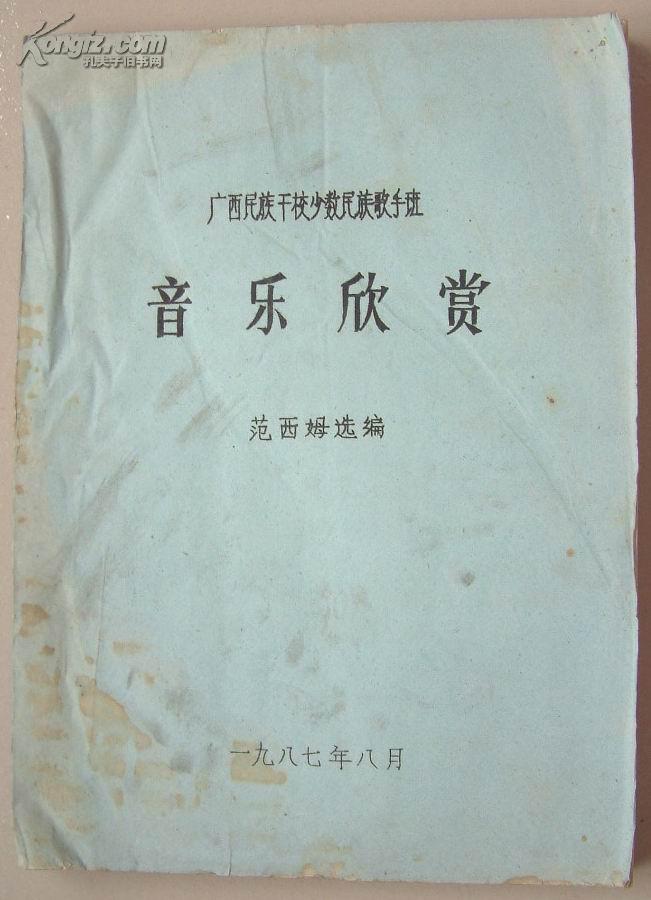 Kongfz.com
孔夫子旧书网
广西民族干校少数民族歌手班
音乐欣赏
范西姆选编
一九八七年八月